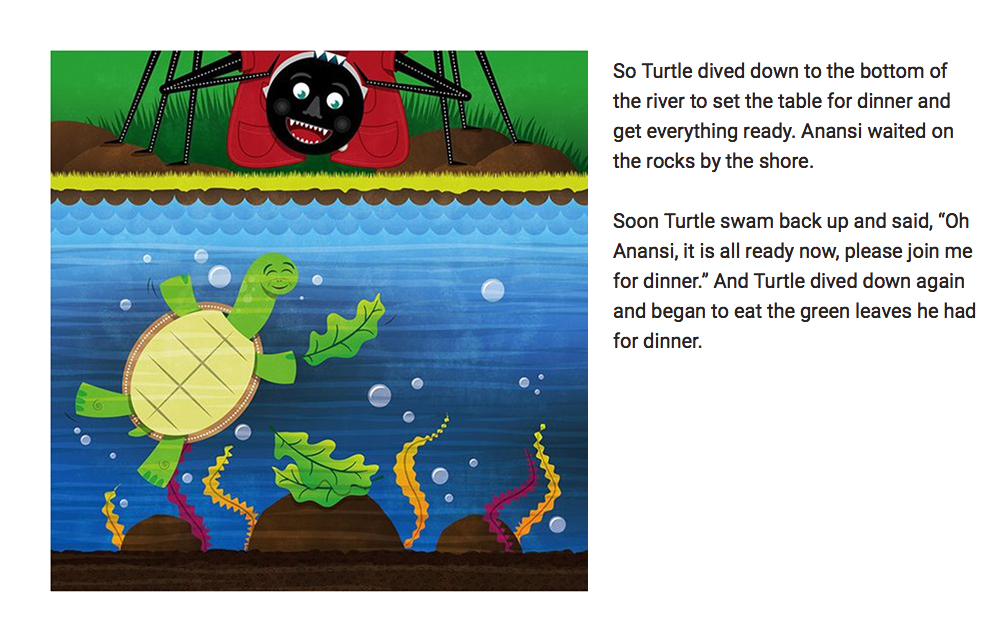 So Turtle dived down to the bottom of
the river to set the table for dinner and
get everything ready. Anansi waited on
the rocks by the shore.
Soon Turtle swam back up and said, “Oh
Anansi, it is all ready now, please join me
for dinner.” And Turtle dived down again
and began to eat the green leaves he had
for dinner.